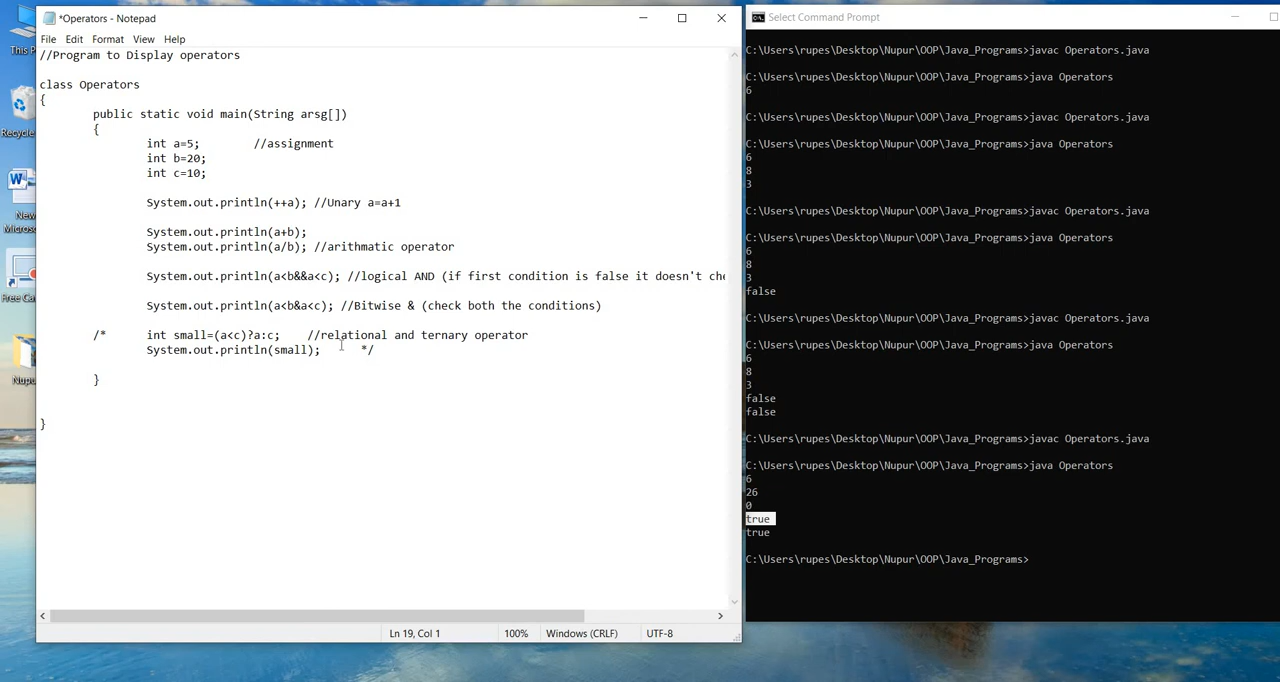 *Operators - Notepad
File Edit Format View Help
//Program to Display operators
class Operators
{
public static void main(String arsg[])
{
int a=5; //assignment
int b=20;
int c=10;
System.out.println(++a); //Unary a=a+1
System.out.println(a+b);
System.out.println(a/b); //arithmatic operator
System.out.println(a<b&&a<c); //logical AND (if first condition is false it doesn't che
System.out.println(a<b&a<c); //Bitwise & (check both the conditions)
/* int small=(a<c)?a:c; //relational and ternary operator
System.out.println(small); */
}
}
Ln 19, Col 1 100% Windows (CRLF) UTF-8
Select Command Prompt
C:\Users\rupes\Desktop\Nupur\OOP\Java_Programs>javac Operators.java
C:\Users\rupes\Desktop\Nupur\OOP\Java_Programs>java Operators
6
C:\Users\rupes\Desktop\Nupur\OOP\Java_Programs>javac Operators.java
C:\Users\rupes\Desktop\Nupur\OOP\Java_Programs>java Operators
6
8
3
C:\Users\rupes\Desktop\Nupur\OOP\Java_Programs>javac Operators.java
C:\Users\rupes\Desktop\Nupur\OOP\Java_Programs>java Operators
6
8
3
false
C:\Users\rupes\Desktop\Nupur\OOP\Java_Programs>javac Operators.java
C:\Users\rupes\Desktop\Nupur\OOP\Java_Programs>java Operators
6
8
3
false
false
C:\Users\rupes\Desktop\Nupur\OOP\Java_Programs>javac Operators.java
C:\Users\rupes\Desktop\Nupur\OOP\Java_Programs>java Operators
6
26
0
true
true
C:\Users\rupes\Desktop\Nupur\OOP\Java_Programs>
This P
Recycle
New
Microso
Free Ca
Nupu